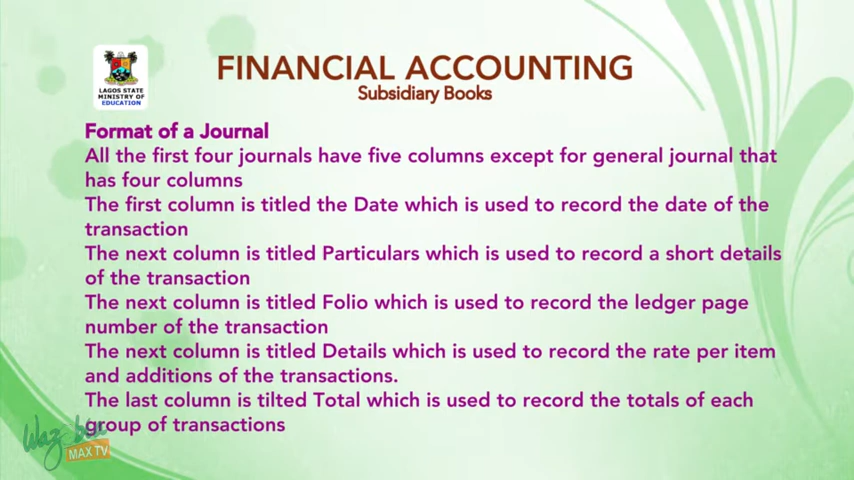 FINANCIAL ACCOUNTING
Subsidiary Books
LAGOS STATE
MINISTRY OF
EDUCATION
Format of a Journal
All the first four journals have five columns except for general journal that
has four columns
The first column is titled the Date which is used to record the date of the
transaction
The next column is titled Particulars which is used to record a short details
of the transaction
The next column is titled Folio which is used to record the ledger page
number of the transaction
The next column is titled Details which is used to record the rate per item
and additions of the transactions.
The last column is tilted Total which is used to record the totals of each
group of transactions
Wazobia
MAX TV